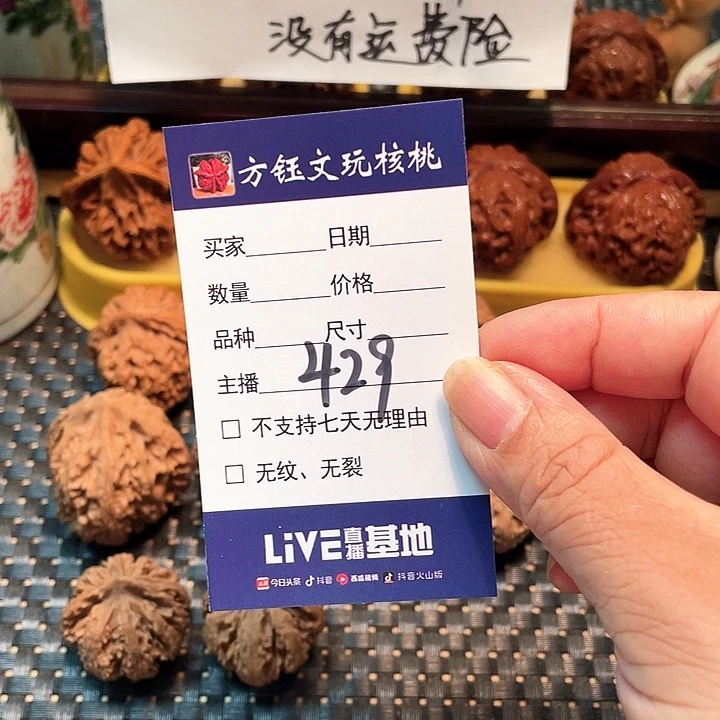 没有运费险
方钰文玩核桃
买家 日期
数量 价格
品种 尺寸
主播
429
□ 不支持七天无理由
□ 无纹、无裂
LiVE直播基地
今日头条 抖音 西瓜视频 抖音火山版